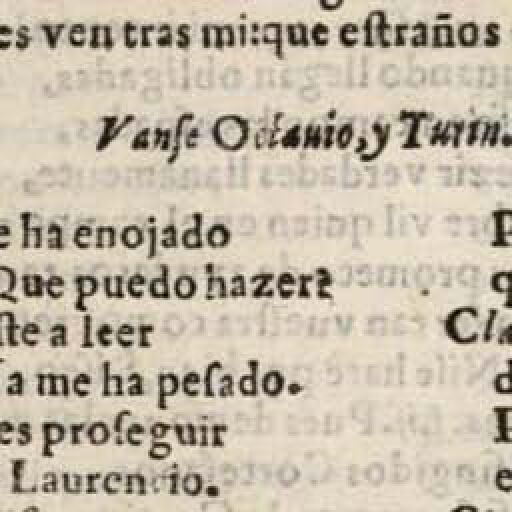 es ven tras mi: que eſtraños
Vanſe Octauio, y Turin.
e ha enojado
Que puedo hazer?
ſte a leer
a me ha peſado.
es proſeguir
Laurencio.
P
q
Cla
d
P
e